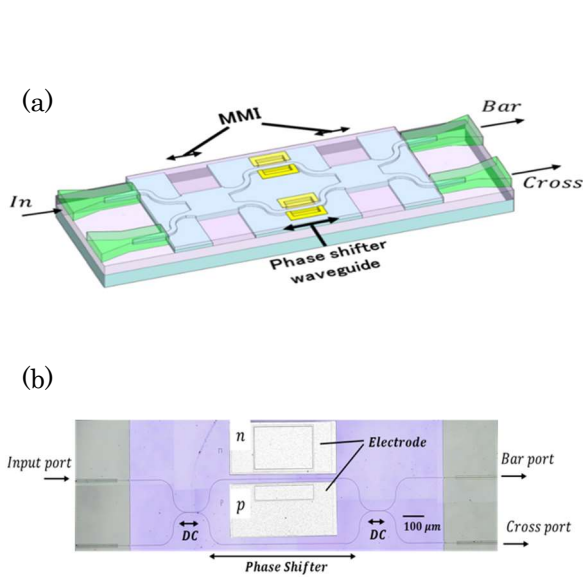 (a)
MMI
Bar
In
Cross
Phase shifter
waveguide
(b)
n
Electrode
Input port
Bar port
p
DC
DC
100 μm
Cross port
Phase Shifter